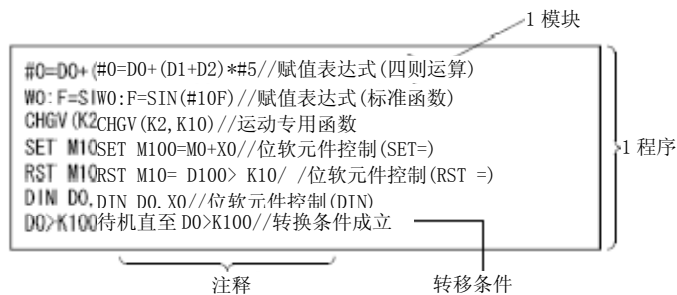 1 模块
#0=D0+(#0=D0+(D1+D2)*#5//赋值表达式(四则运算)
W0:F=SIW0:F=SIN(#10F)//赋值表达式(标准函数)
CHGV(K2CHGV(K2,K10)//运动专用函数
SET M10SET M100=M0+X0//位软元件控制(SET=)
RST M10RST M10= D100> K10/ /位软元件控制(RST =)
DIN D0,DIN D0,X0//位软元件控制(DIN)
D0>K100待机直至 D0>K100//转换条件成立
1 程序
注释
转移条件